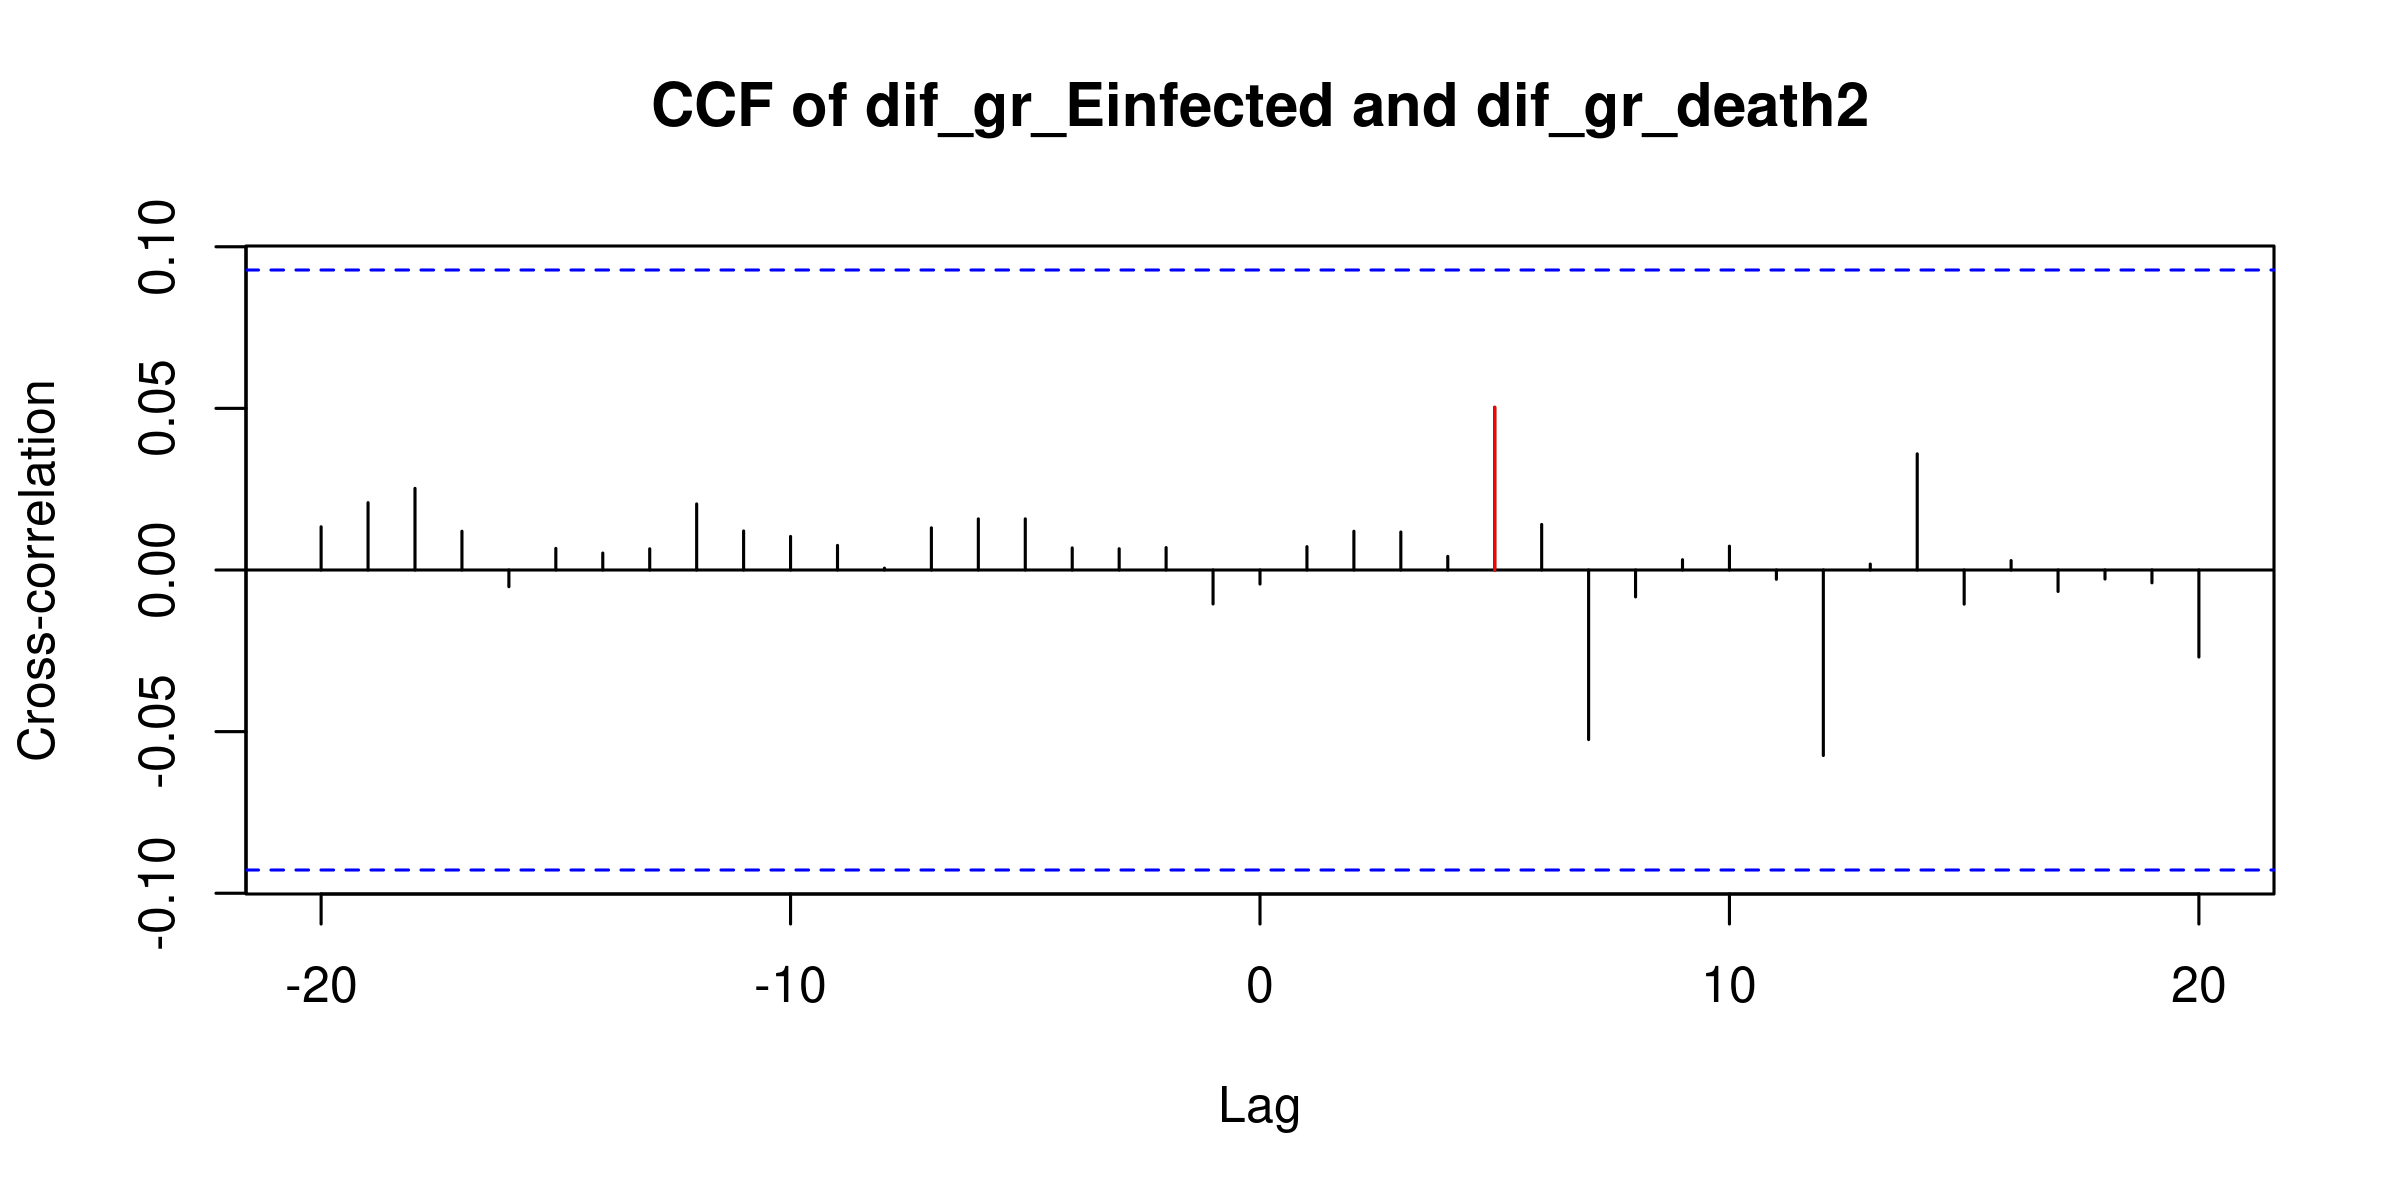 CCF of dif_gr_Einfected and dif_gr_death2
Cross-correlation
0.10
0.05
0.00
-0.05
-0.10
-20 -10 0 10 20
Lag